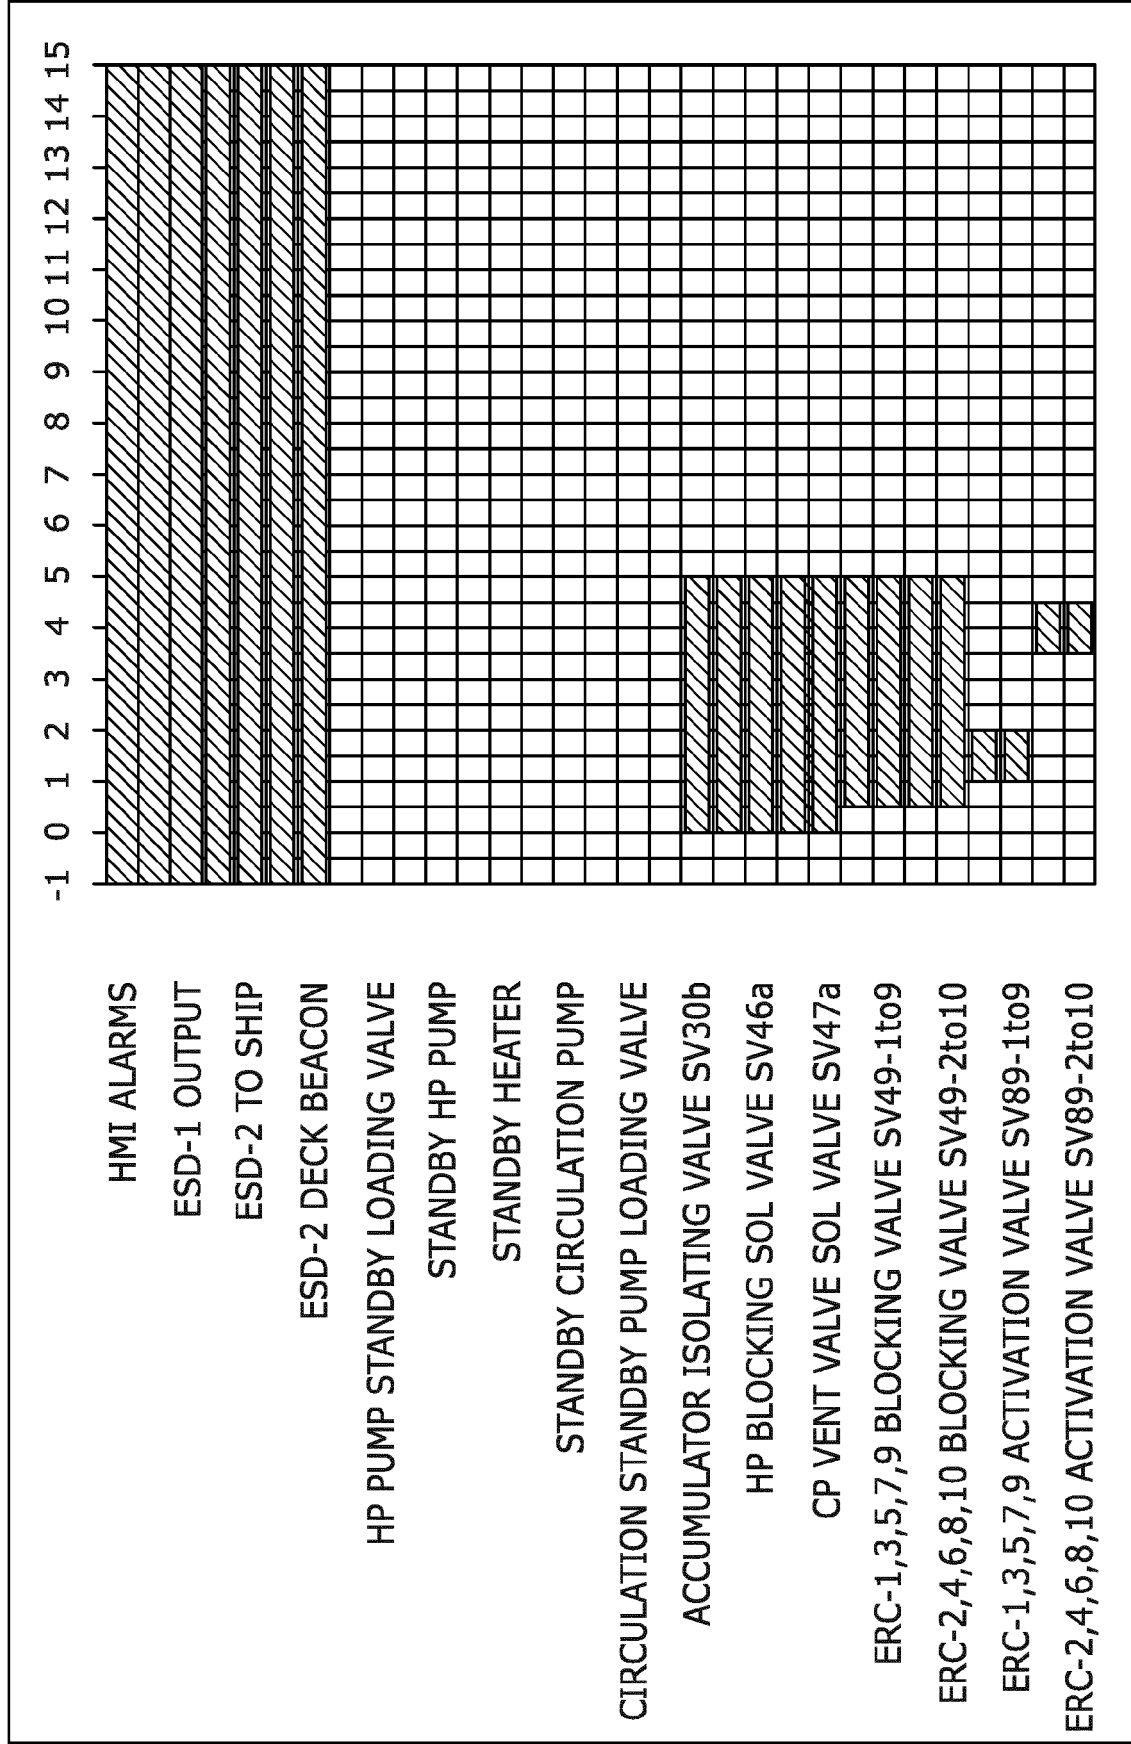 HMI ALARMS
ESD-1 OUTPUT
ESD-2 TO SHIP
ESD-2 DECK BEACON
HP PUMP STANDBY LOADING VALVE
STANDBY HP PUMP
STANDBY HEATER
STANDBY CIRCULATION PUMP
CIRCULATION STANDBY PUMP LOADING VALVE
ACCUMULATOR ISOLATING VALVE SV30b
HP BLOCKING SOL VALVE SV46a
CP VENT VALVE SOL VALVE SV47a
ERC-1,3,5,7,9 BLOCKING VALVE SV49-1to9
ERC-2,4,6,8,10 BLOCKING VALVE SV49-2to10
ERC-1,3,5,7,9 ACTIVATION VALVE SV89-1to9
ERC-2,4,6,8,10 ACTIVATION VALVE SV89-2to10
-1 0 1 2 3 4 5 6 7 8 9 10 11 12 13 14 15